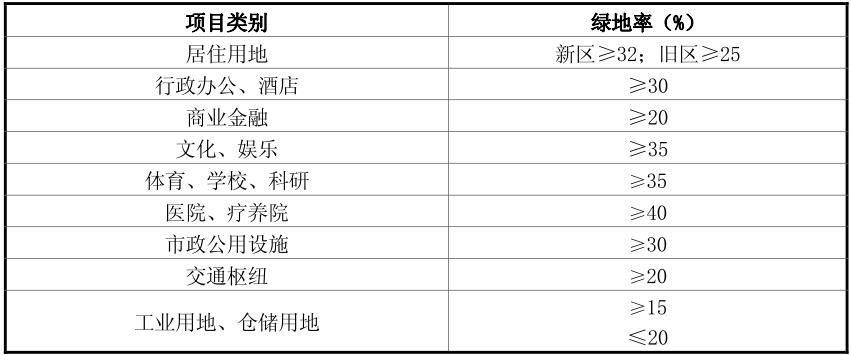 项目类别 绿地率（%）
居住用地 新区≥32；旧区≥25
行政办公、酒店 ≥30
商业金融 ≥20
文化、娱乐 ≥35
体育、学校、科研 ≥35
医院、疗养院 ≥40
市政公用设施 ≥30
交通枢纽 ≥20
工业用地、仓储用地 ≥15
≤20